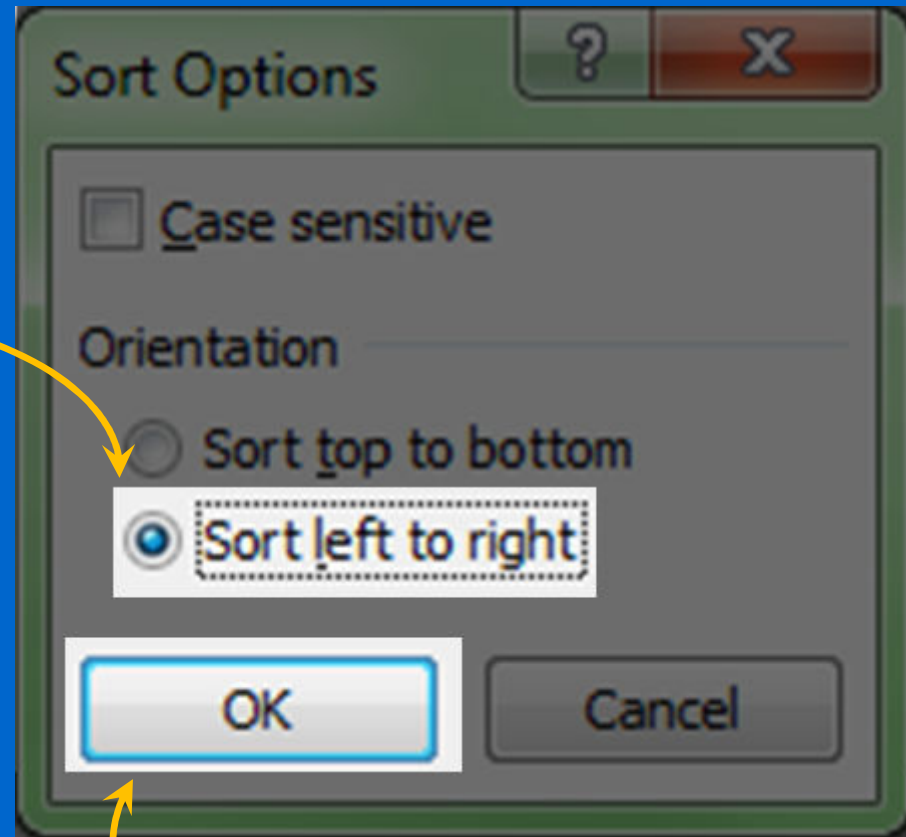 Sort Options
?
X
Case sensitive
Orientation
Sort top to bottom
Sort left to right
OK
Cancel